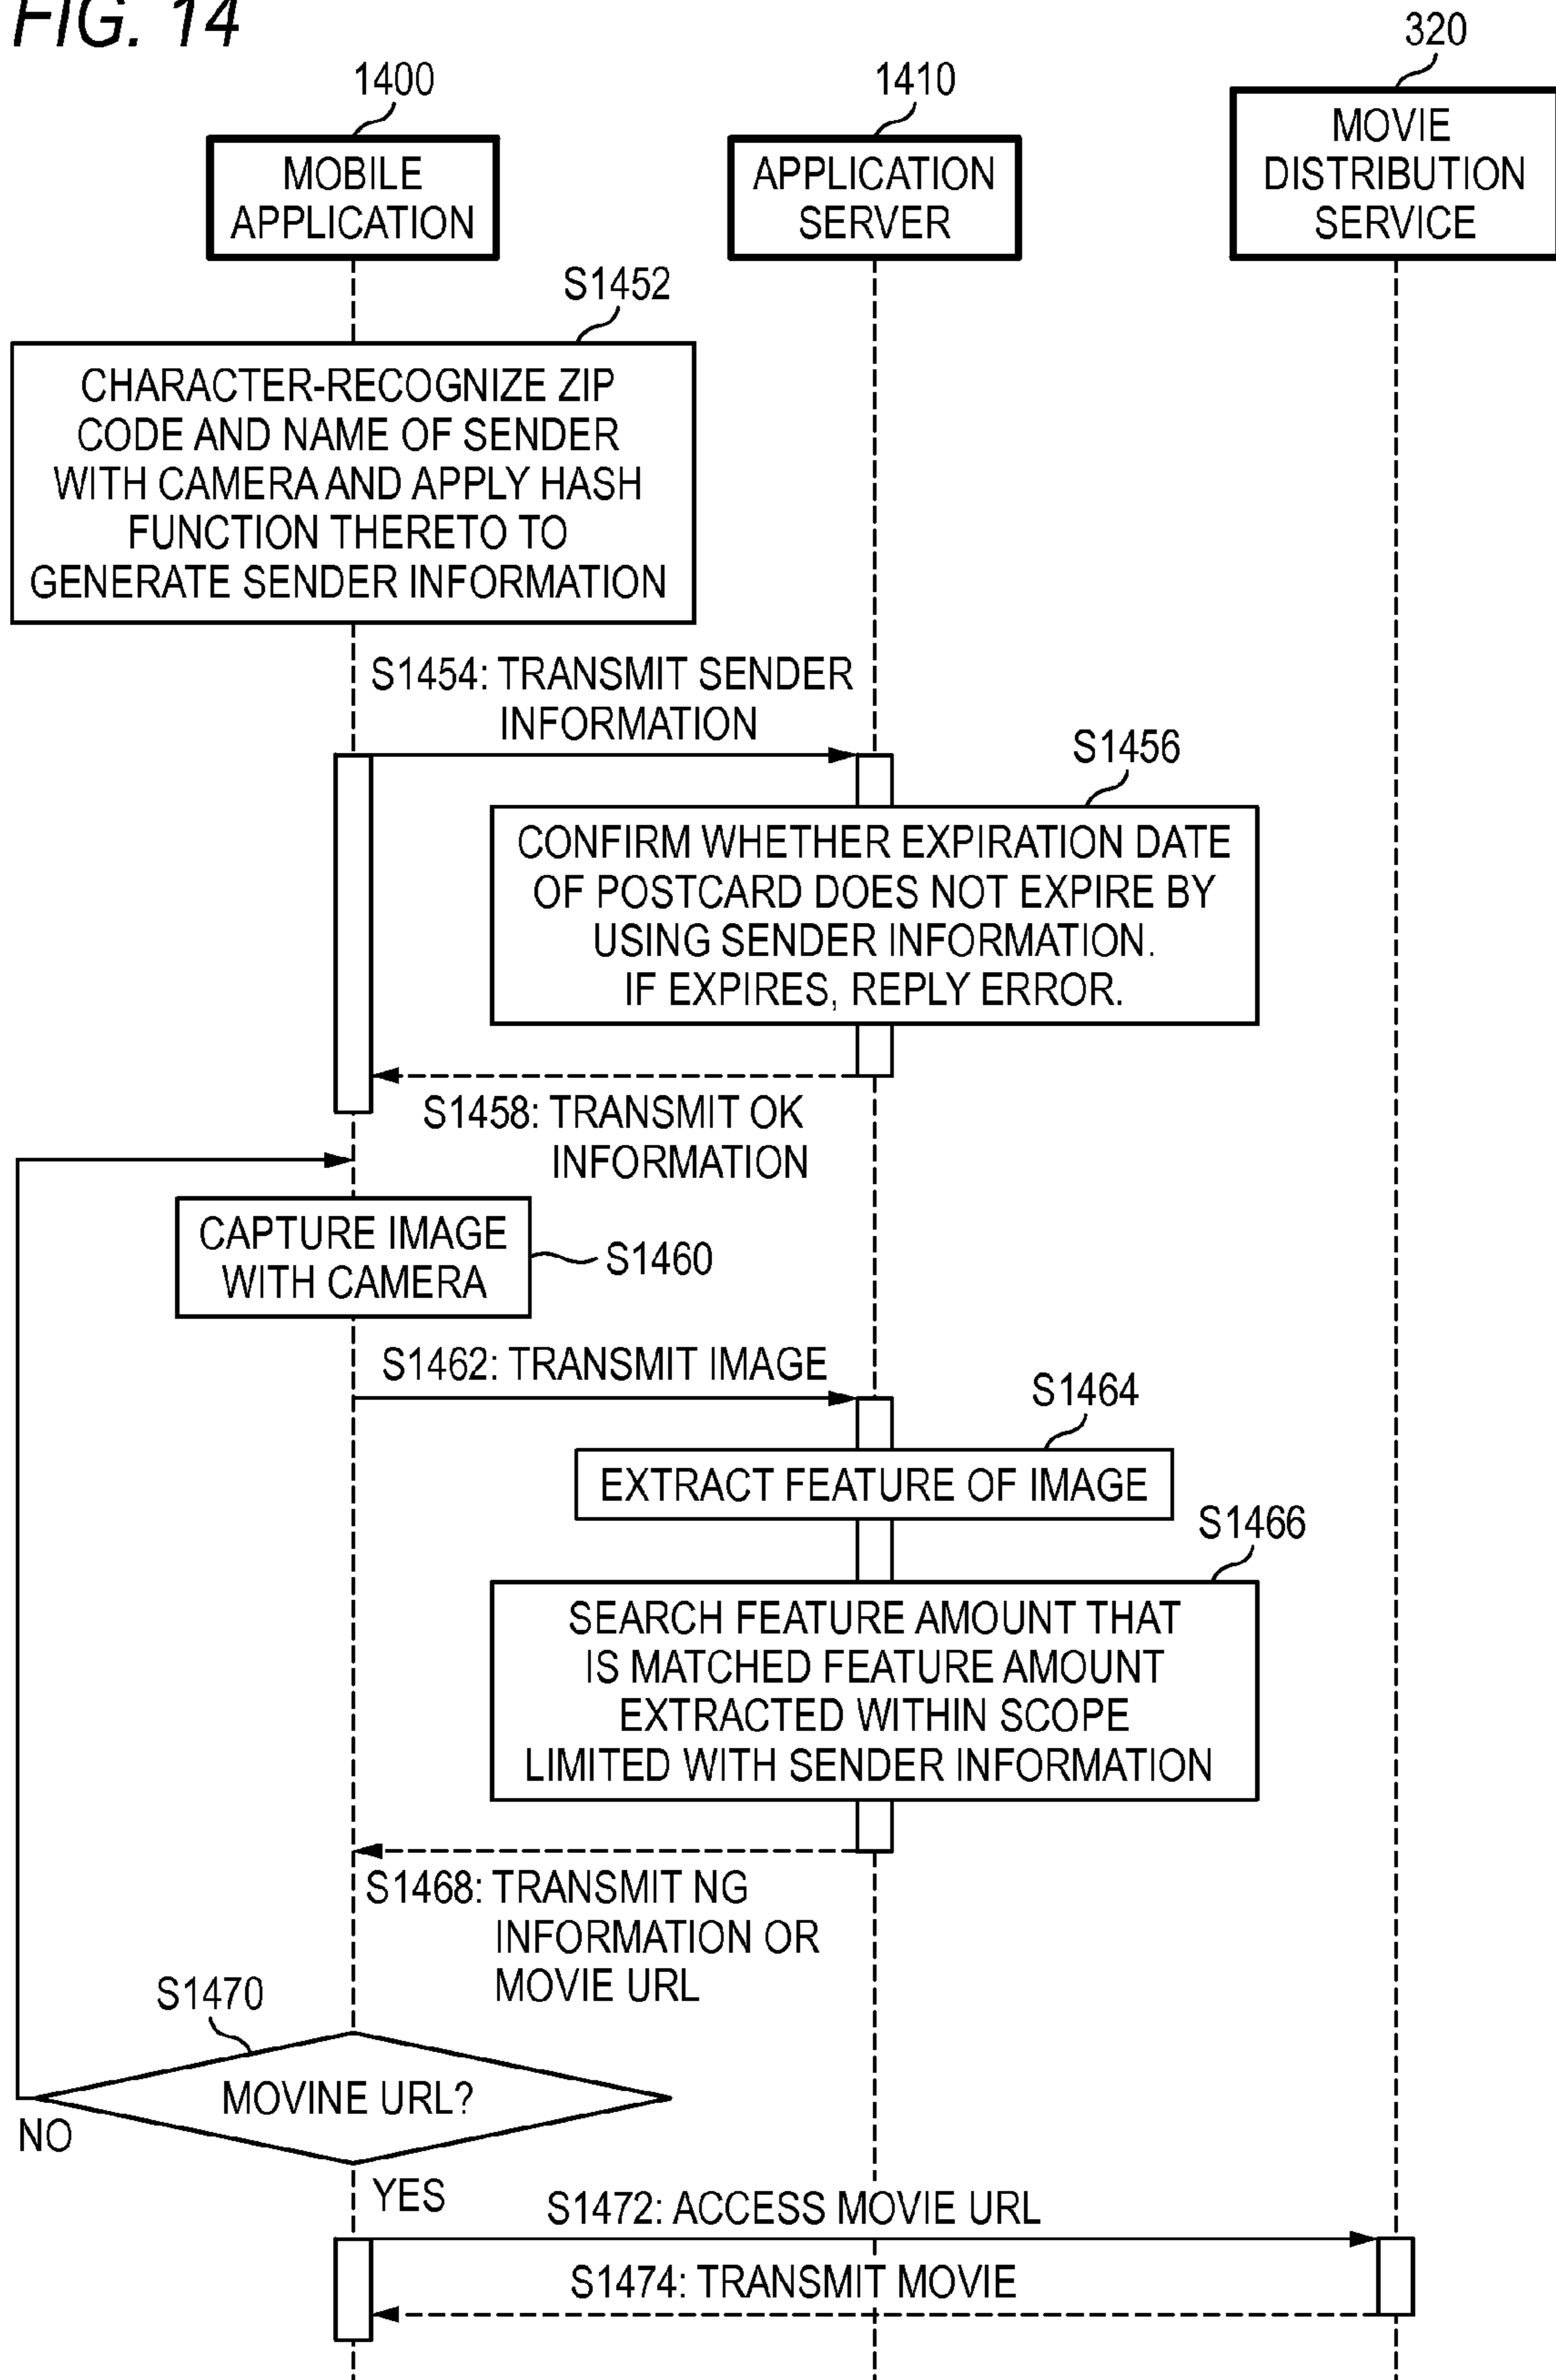 FIG. 14
1400
1410
320
MOBILE
APPLICATION
APPLICATION
SERVER
MOVIE
DISTRIBUTION
SERVICE
S1452
CHARACTER-RECOGNIZE ZIP
CODE AND NAME OF SENDER
WITH CAMERA AND APPLY HASH
FUNCTION THERETO TO
GENERATE SENDER INFORMATION
S1454: TRANSMIT SENDER
INFORMATION
S1456
CONFIRM WHETHER EXPIRATION DATE
OF POSTCARD DOES NOT EXPIRE BY
USING SENDER INFORMATION.
IF EXPIRES, REPLY ERROR.
S1458: TRANSMIT OK
INFORMATION
CAPTURE IMAGE
WITH CAMERA
S1460
S1462: TRANSMIT IMAGE
S1464
EXTRACT FEATURE OF IMAGE
S1466
SEARCH FEATURE AMOUNT THAT
IS MATCHED FEATURE AMOUNT
EXTRACTED WITHIN SCOPE
LIMITED WITH SENDER INFORMATION
S1468: TRANSMIT NG
INFORMATION OR
MOVIE URL
S1470
MOVINE URL?
NO
YES
S1472: ACCESS MOVIE URL
S1474: TRANSMIT MOVIE